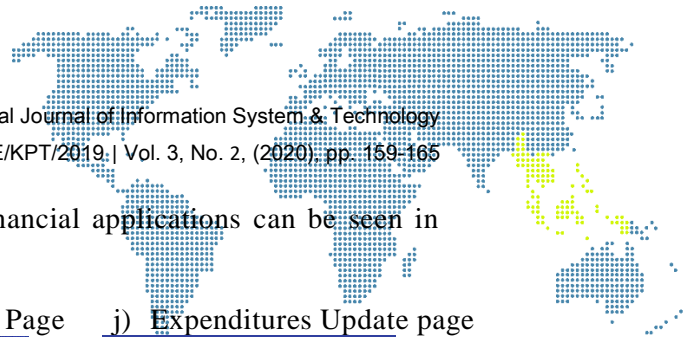 al Journal of Information System & Technology
E/KPT/2019 | Vol. 3, No. 2, (2020), pp. 159-165
nancial applications can be seen in
Page j) Expenditures Update page